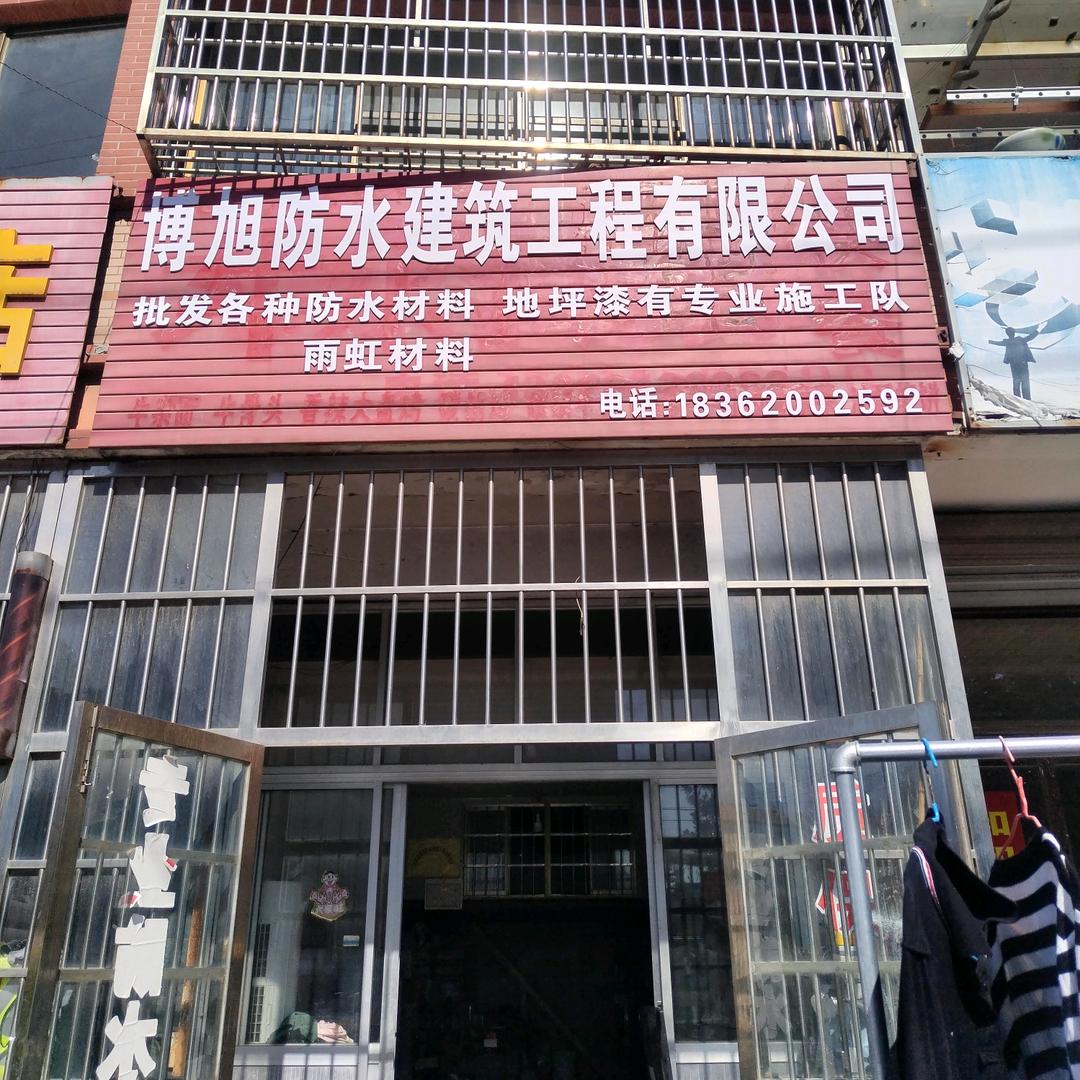 博旭防水建筑工程有限公司
批发各种防水材料 地坪漆有专业施工队
雨虹材料
电话:18362002592